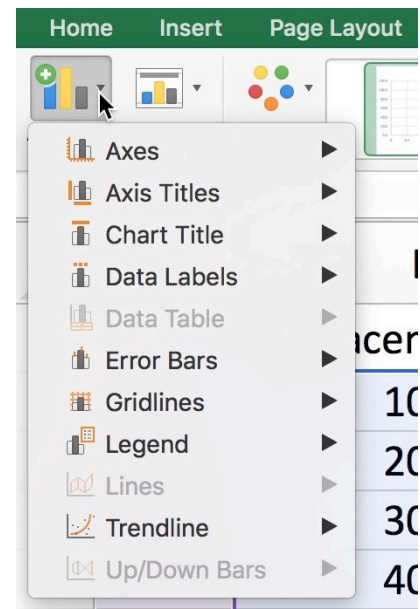 Home Insert Page Layout
Axes
Axis Titles
Chart Title
Data Labels
Data Table
Error Bars
Gridlines
Legend
Lines
Trendline
Up/Down Bars
10
20
30
40